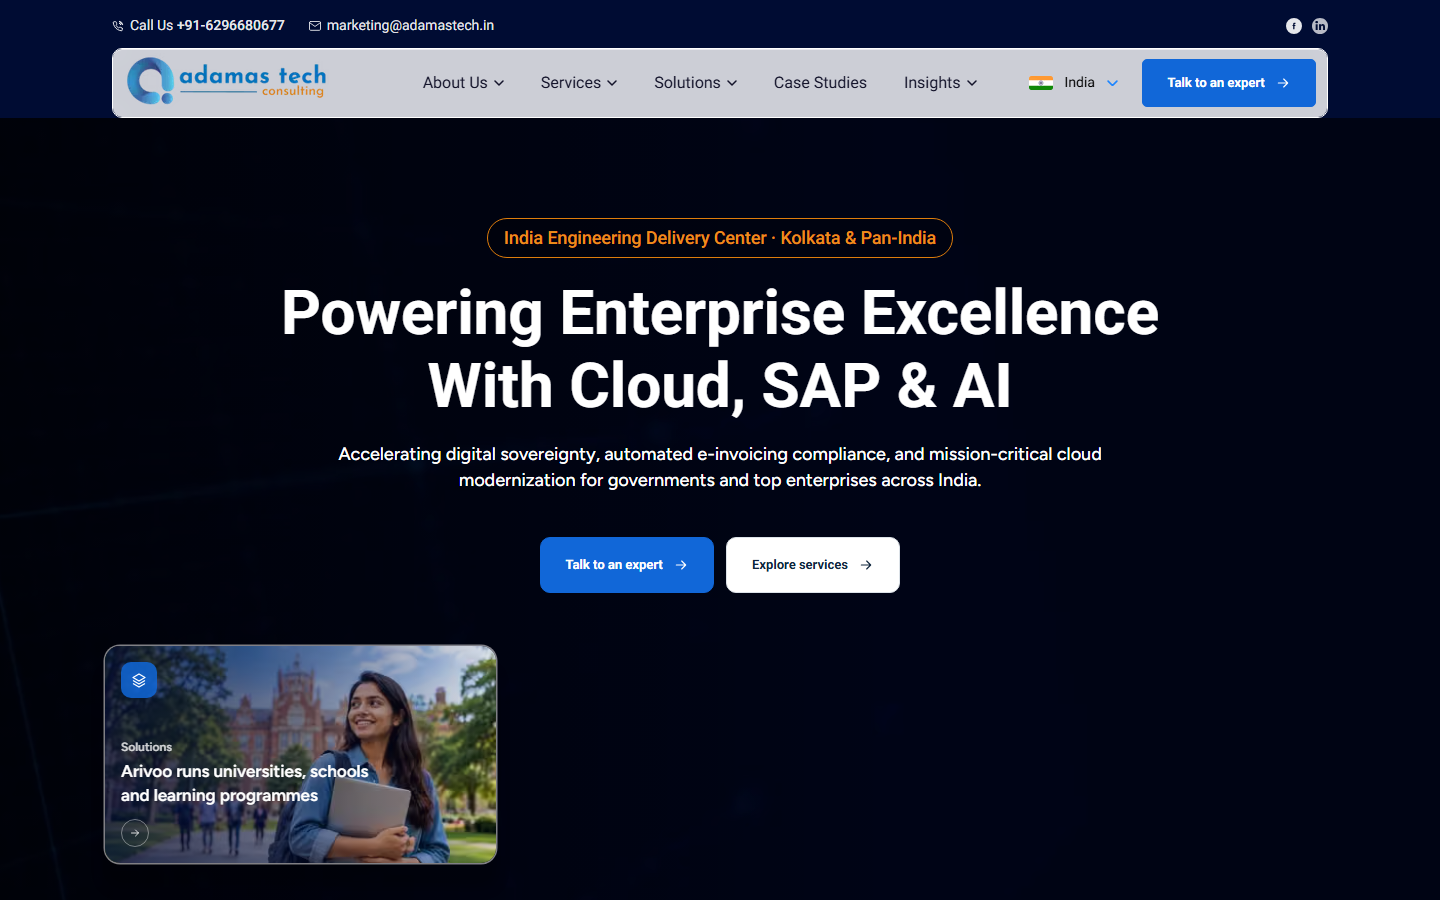 Call Us +91-6296680677
marketing@adamastech.in
adamas tech
consulting
About Us
Services
Solutions
Case Studies
Insights
India
Talk to an expert
India Engineering Delivery Center · Kolkata & Pan-India
Powering Enterprise Excellence
With Cloud, SAP & AI
Accelerating digital sovereignty, automated e-invoicing compliance, and mission-critical cloud
modernization for governments and top enterprises across India.
Talk to an expert
Explore services
Solutions
Arivoo runs universities, schools
and learning programmes